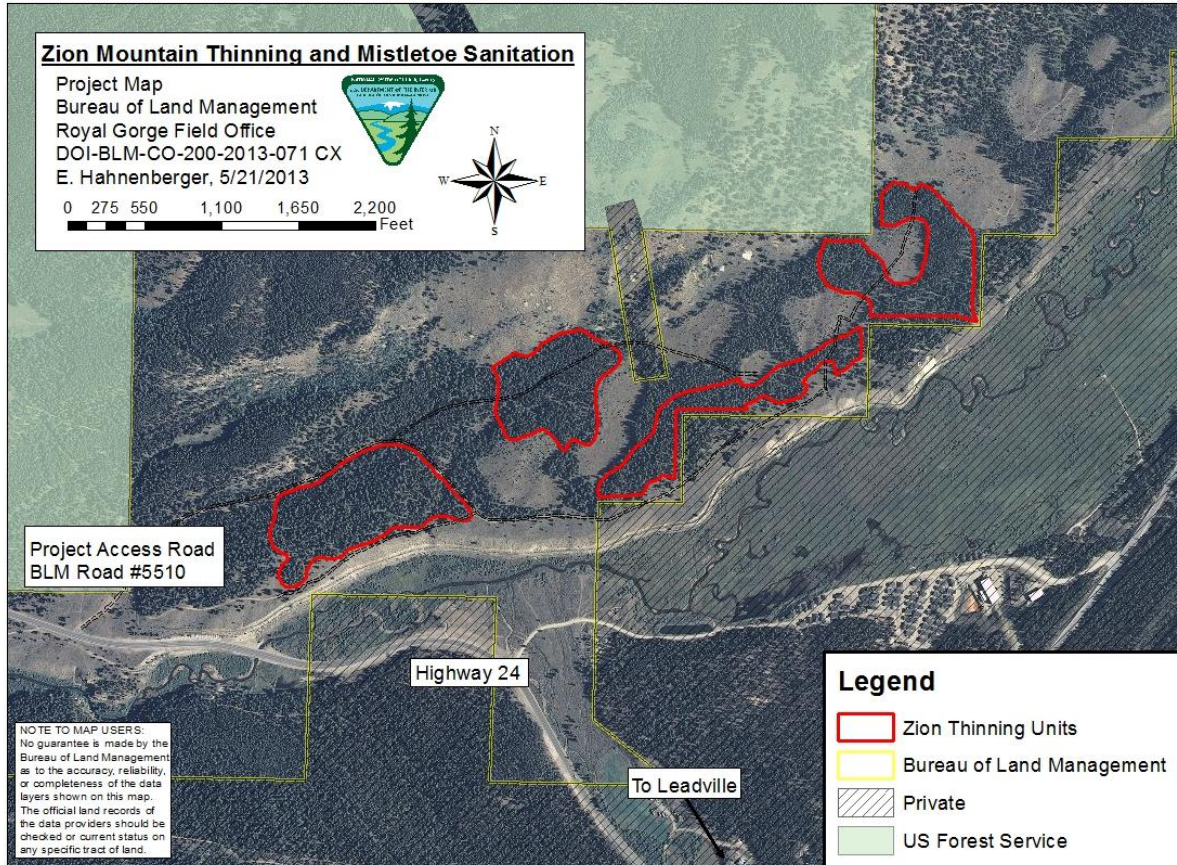 Zion Mountain Thinning and Mistletoe Sanitation
Project Map
Bureau of Land Management
Royal Gorge Field Office
DOI-BLM-CO-200-2013-071 CX
E. Hahnenberger, 5/21/2013
0 275 550 1,100 1,650 2,200
Feet
N
W E
S
Project Access Road
BLM Road #5510
Highway 24
To Leadville
NOTE TO MAP USERS:
No guarantee is made by the
Bureau of Land Management
as to the accuracy, reliability,
or completeness of the data
layers shown on this map.
The official land records of
the data providers should be
checked or current status on
any specific tract of land.
Legend
Zion Thinning Units
Bureau of Land Management
Private
US Forest Service